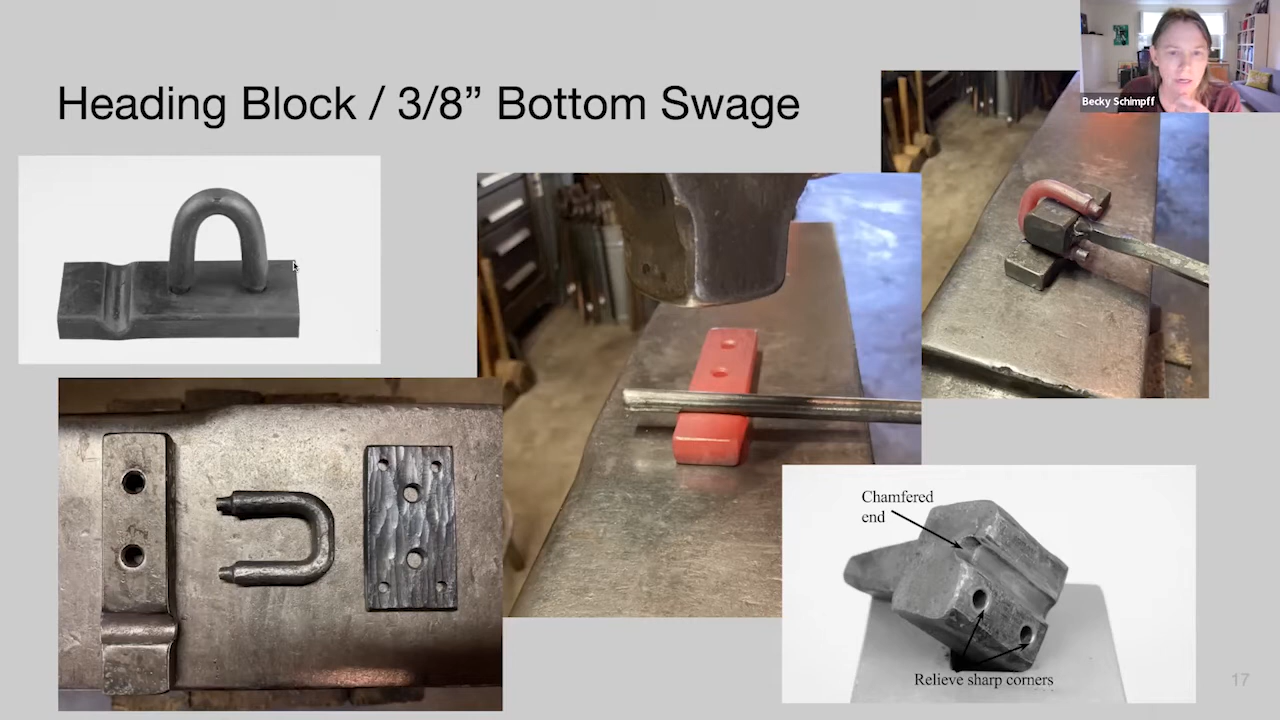 Becky Schimpff
Heading Block / 3/8” Bottom Swage
Chamfered
end
Relieve sharp corners
17